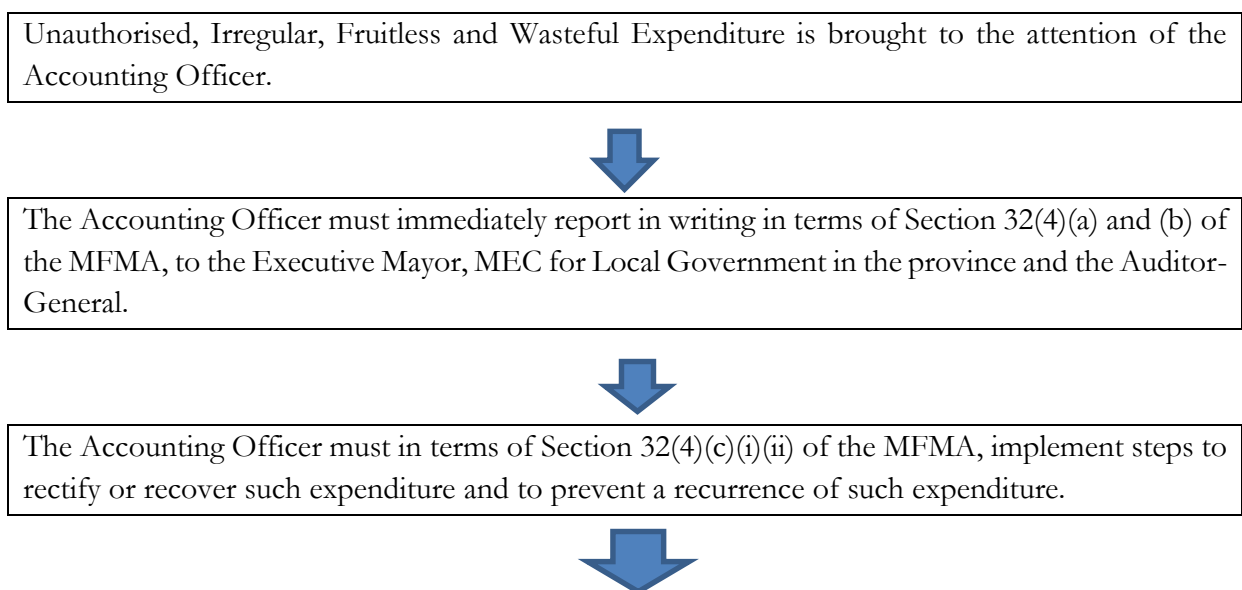 Unauthorised, Irregular, Fruitless and Wasteful Expenditure is brought to the attention of the
Accounting Officer.
The Accounting Officer must immediately report in writing in terms of Section 32(4)(a) and (b) of
the MFMA, to the Executive Mayor, MEC for Local Government in the province and the Auditor-
General.
The Accounting Officer must in terms of Section 32(4)(c)(i)(ii) of the MFMA, implement steps to
rectify or recover such expenditure and to prevent a recurrence of such expenditure.